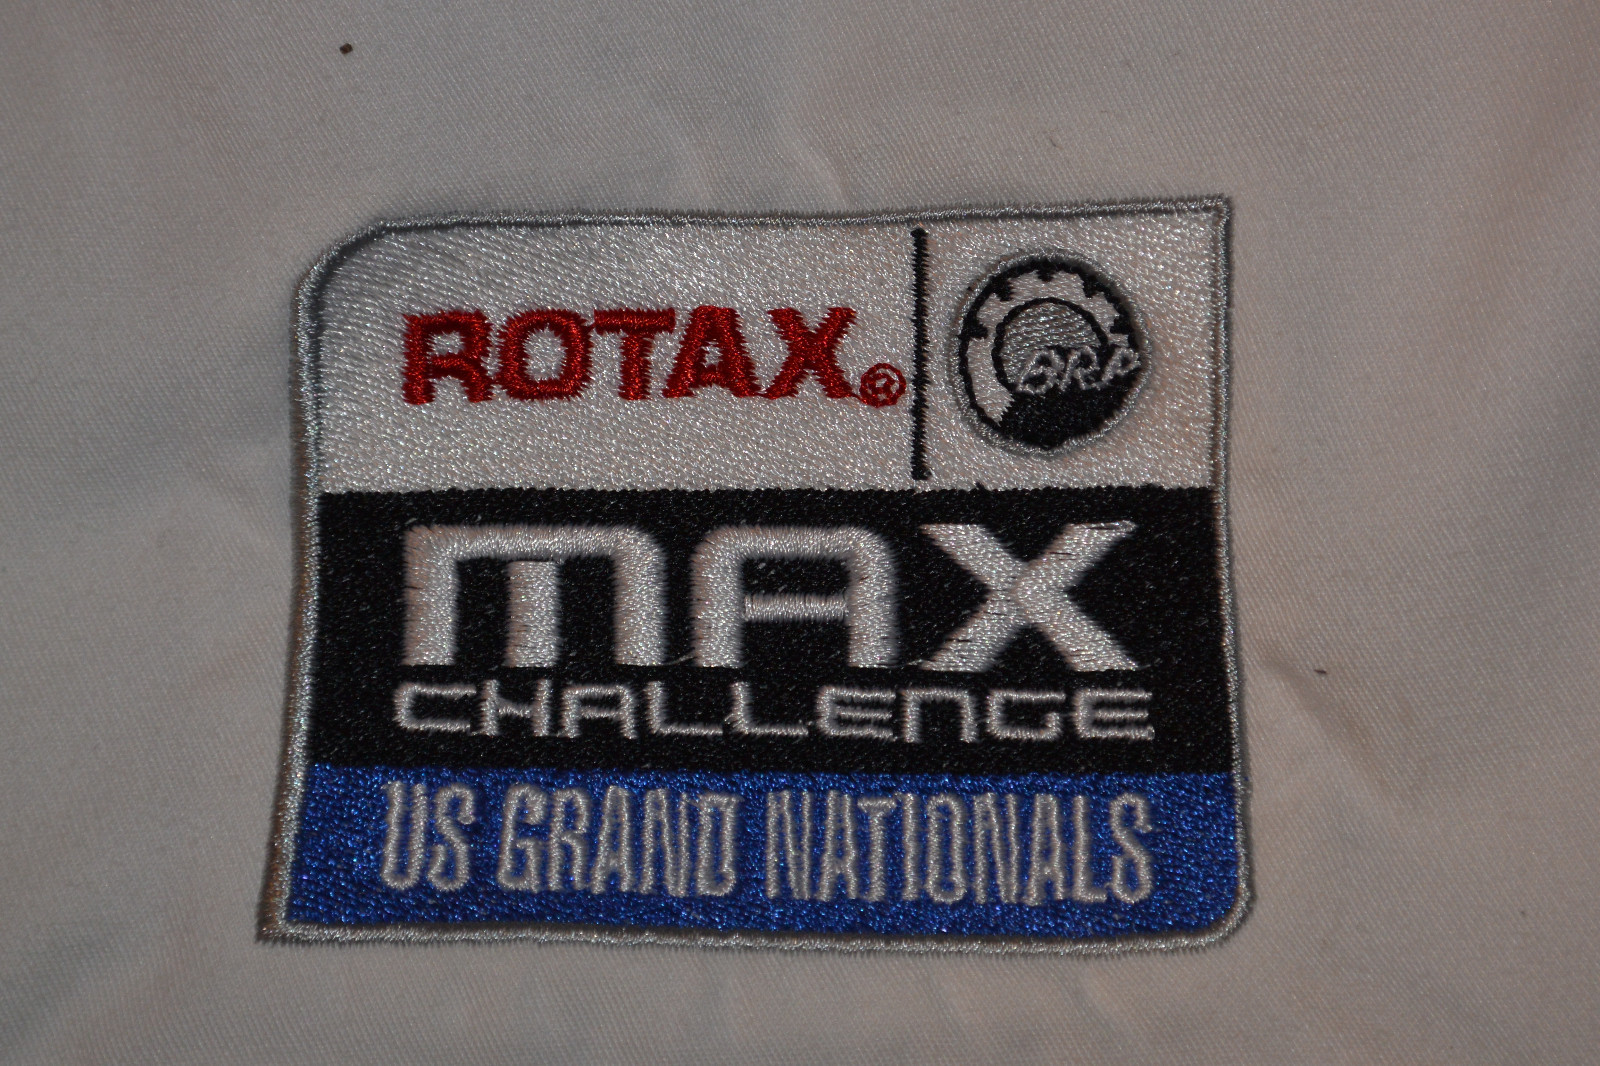 ROTAX®
BRP
MAX
CHALLENGE
US GRAND NATIONALS